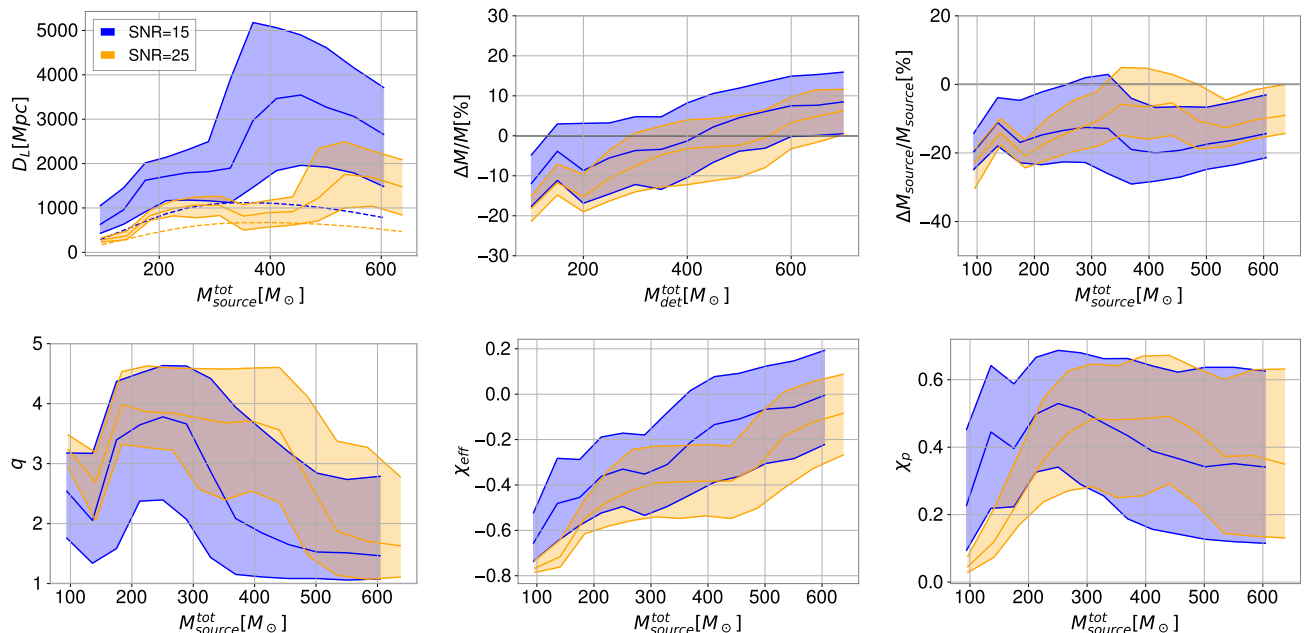 SNR=15
SNR=25
5000
4000
3000
2000
1000
0
D_L[Mpc]
200 400 600
M_source^tot[M_⊙]
30
20
10
0
−10
−20
−30
ΔM/M[%]
200 400 600
M_det^tot[M_⊙]
20
0
−20
−40
ΔM_source/M_source[%]
100 200 300 400 500 600
M_source^tot[M_⊙]
5
4
3
2
1
q
100 200 300 400 500 600
M_source^tot[M_⊙]
0.2
0.0
−0.2
−0.4
−0.6
−0.8
χ_eff
100 200 300 400 500 600
M_source^tot[M_⊙]
0.6
0.4
0.2
0.0
χ_p
100 200 300 400 500 600
M_source^tot[M_⊙]